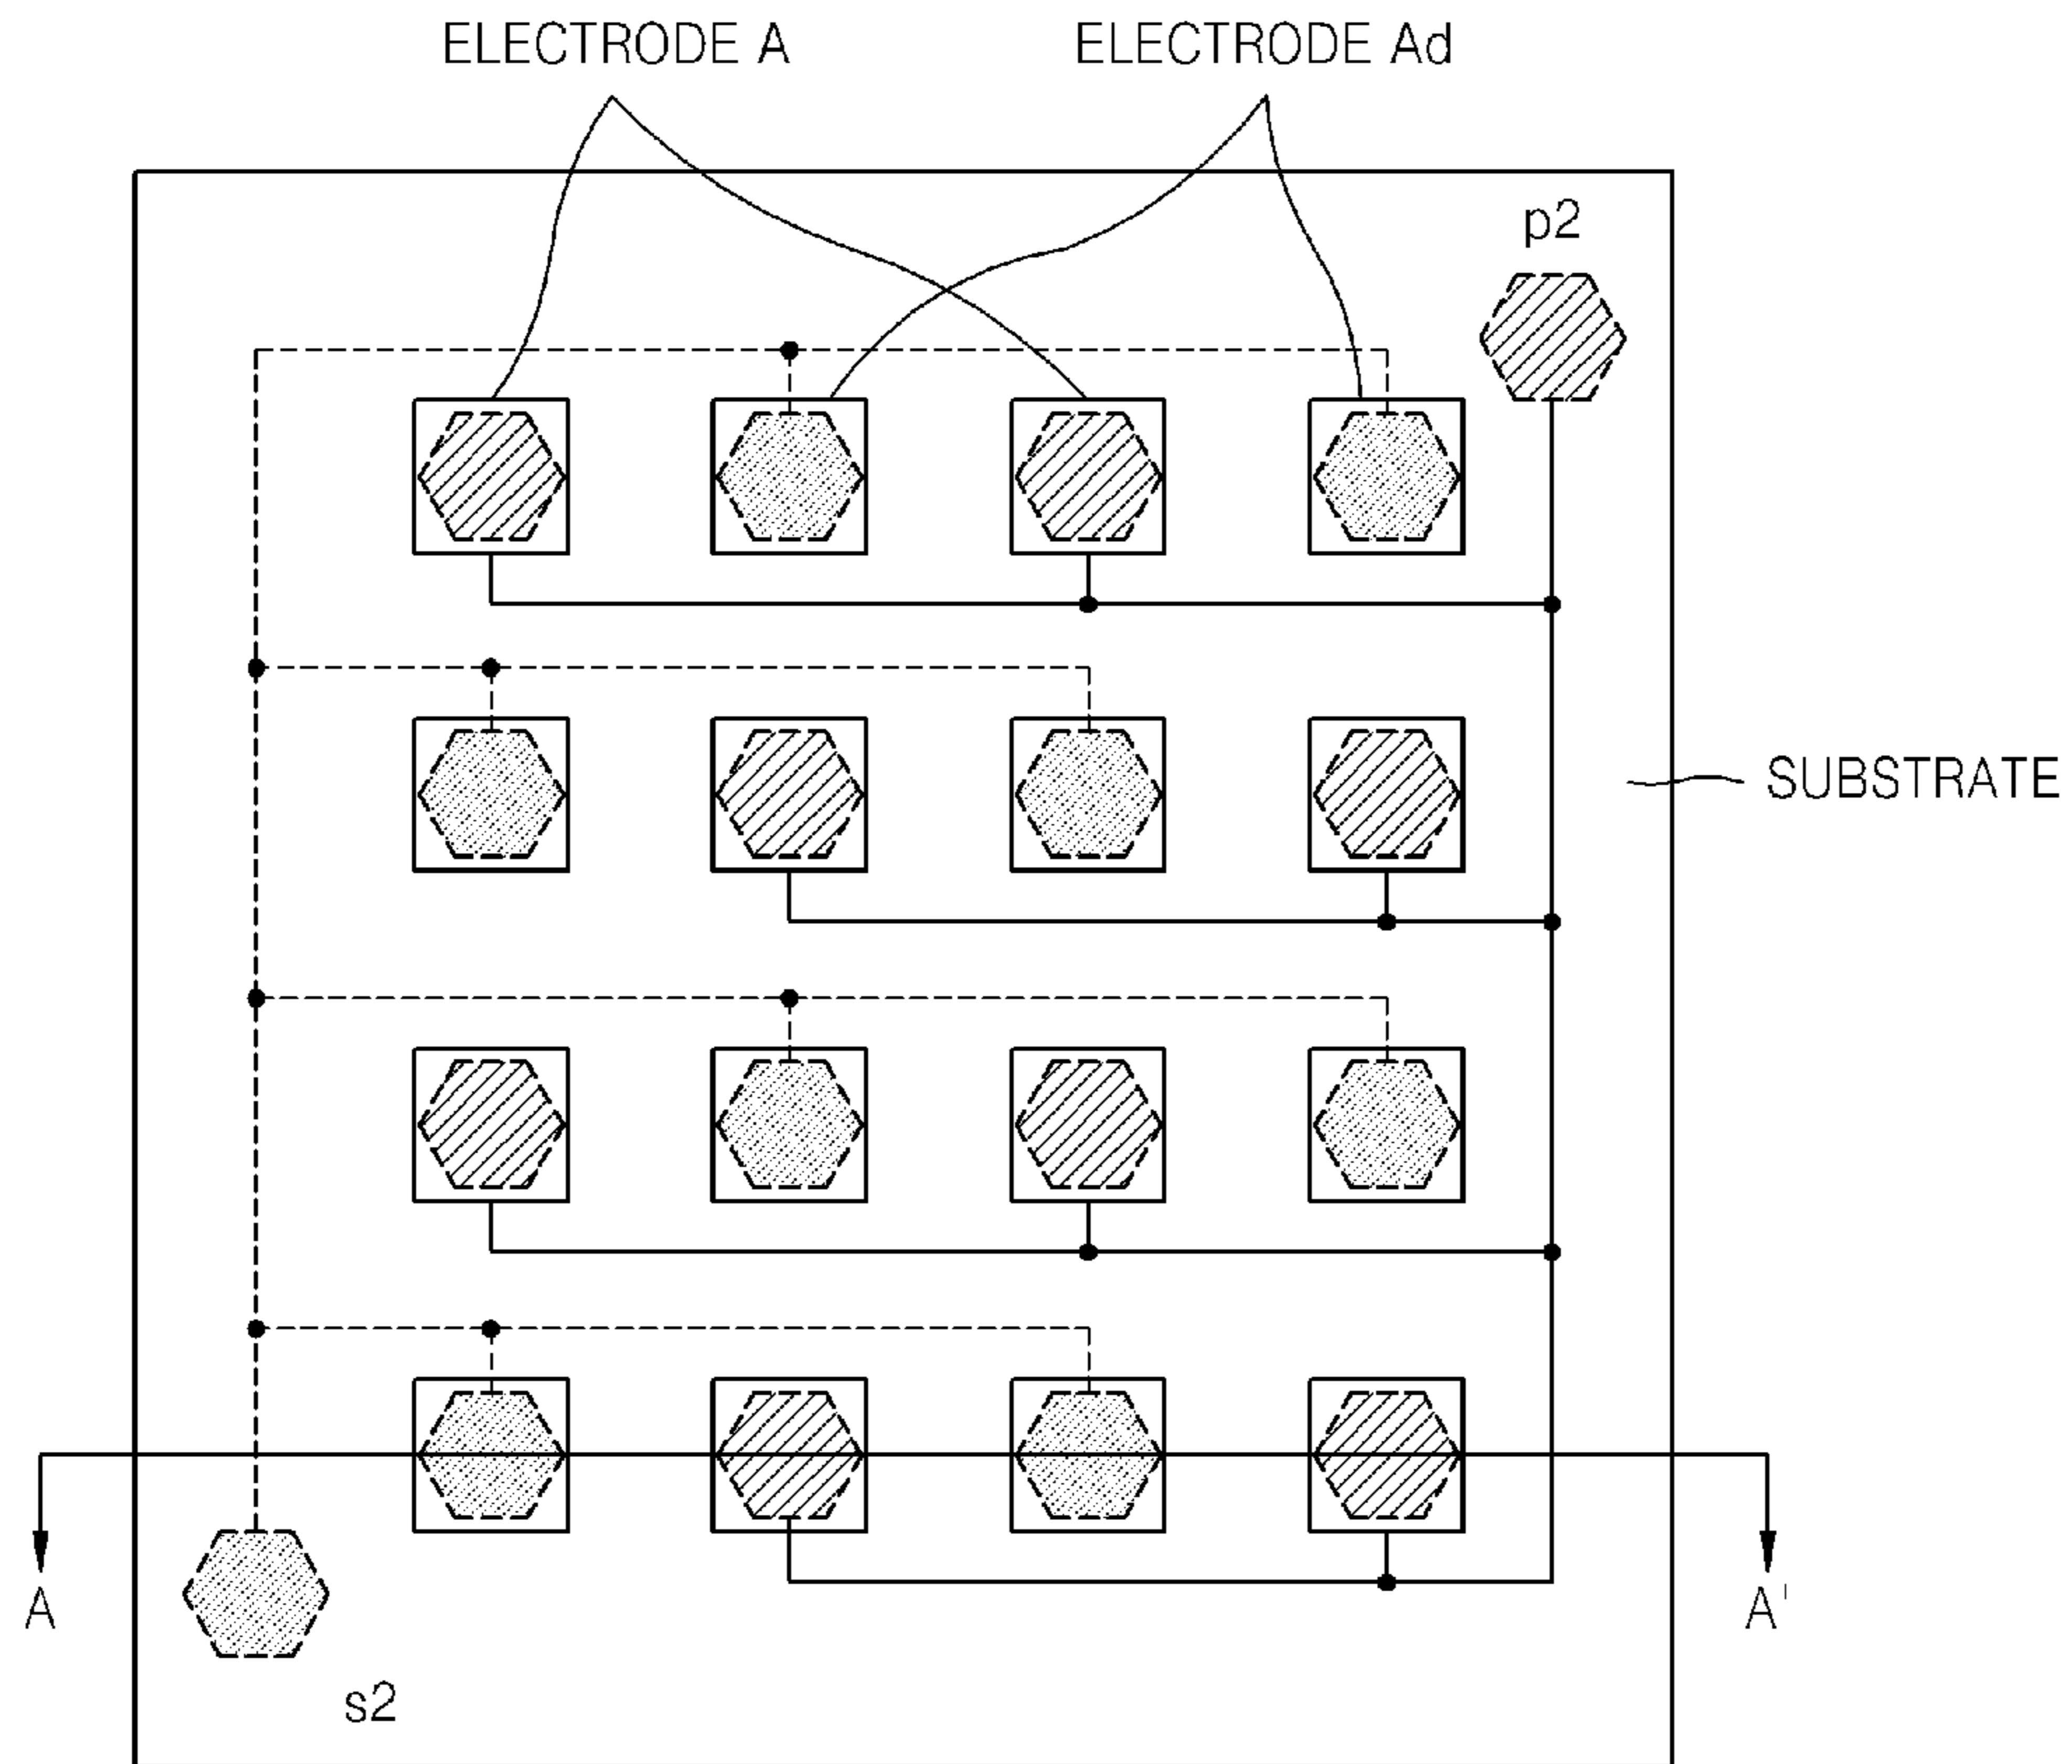 ELECTRODE A
ELECTRODE Ad
p2
SUBSTRATE
A
A'
s2